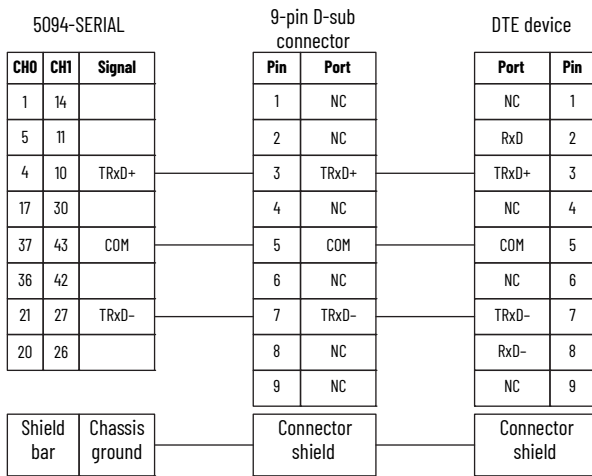 5094-SERIAL
9-pin D-sub
connector
DTE device
CH0 CH1 Signal
Pin Port
Port Pin
1 14
1 NC
NC 1
5 11
2 NC
RxD 2
4 10 TRxD+
3 TRxD+
TRxD+ 3
17 30
4 NC
NC 4
37 43 COM
5 COM
COM 5
36 42
6 NC
NC 6
21 27 TRxD–
7 TRxD–
TRxD– 7
20 26
8 NC
RxD– 8
9 NC
NC 9
Shield
bar
Chassis
ground
Connector
shield
Connector
shield